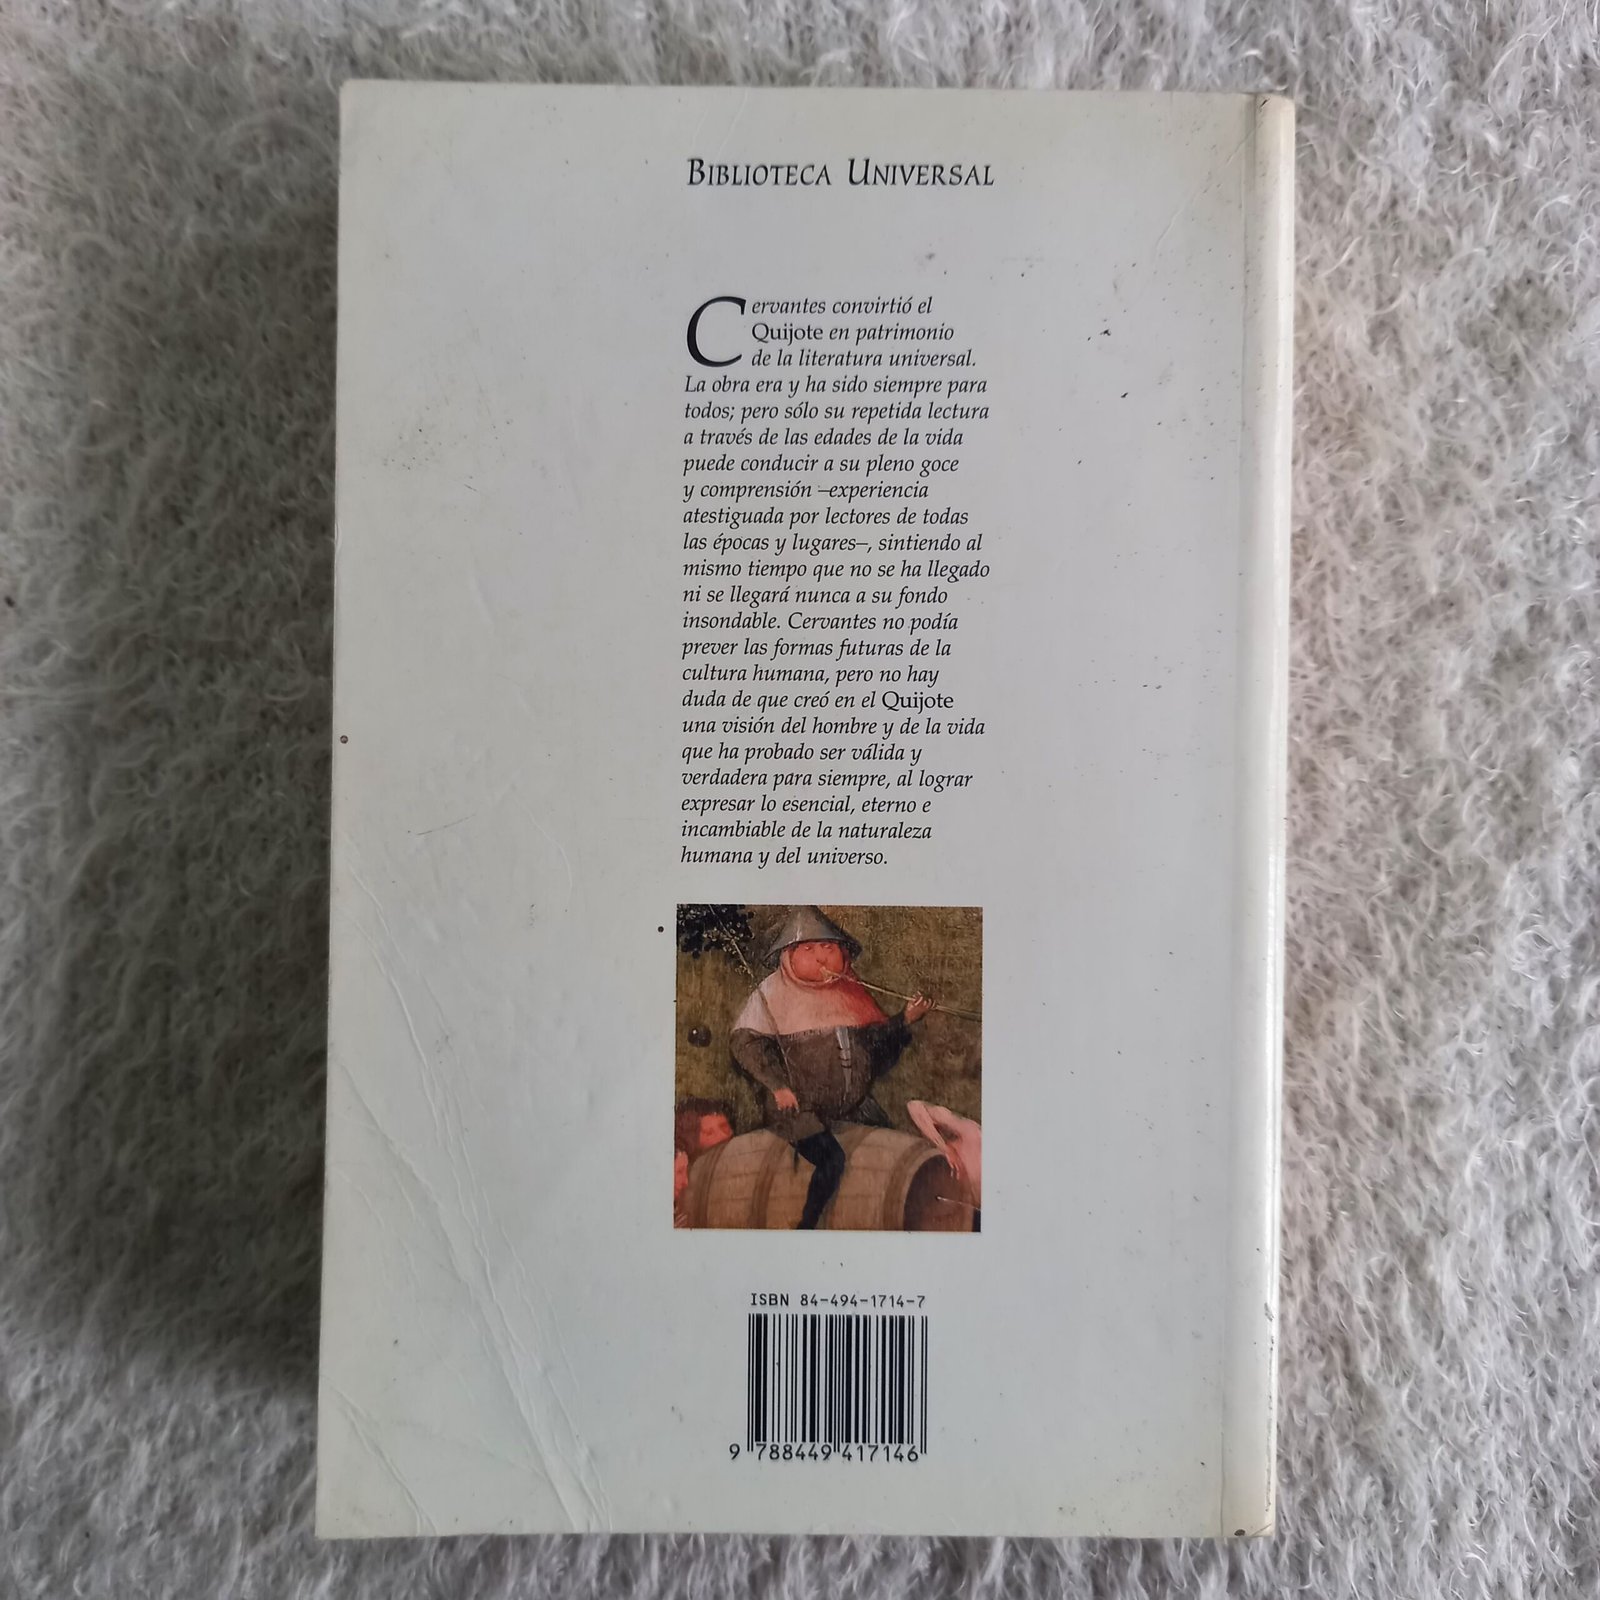 BIBLIOTECA UNIVERSAL
Cervantes convirtió el
Quijote en patrimonio
de la literatura universal.
La obra era y ha sido siempre para
todos; pero sólo su repetida lectura
a través de las edades de la vida
puede conducir a su pleno goce
y comprensión –experiencia
atestiguada por lectores de todas
las épocas y lugares–, sintiendo al
mismo tiempo que no se ha llegado
ni se llegará nunca a su fondo
insondable. Cervantes no podía
prever las formas futuras de la
cultura humana, pero no hay
duda de que creó en el Quijote
una visión del hombre y de la vida
que ha probado ser válida y
verdadera para siempre, al lograr
expresar lo esencial, eterno e
incambiable de la naturaleza
humana y del universo.
ISBN 84-494-1714-7
9 788449 417146